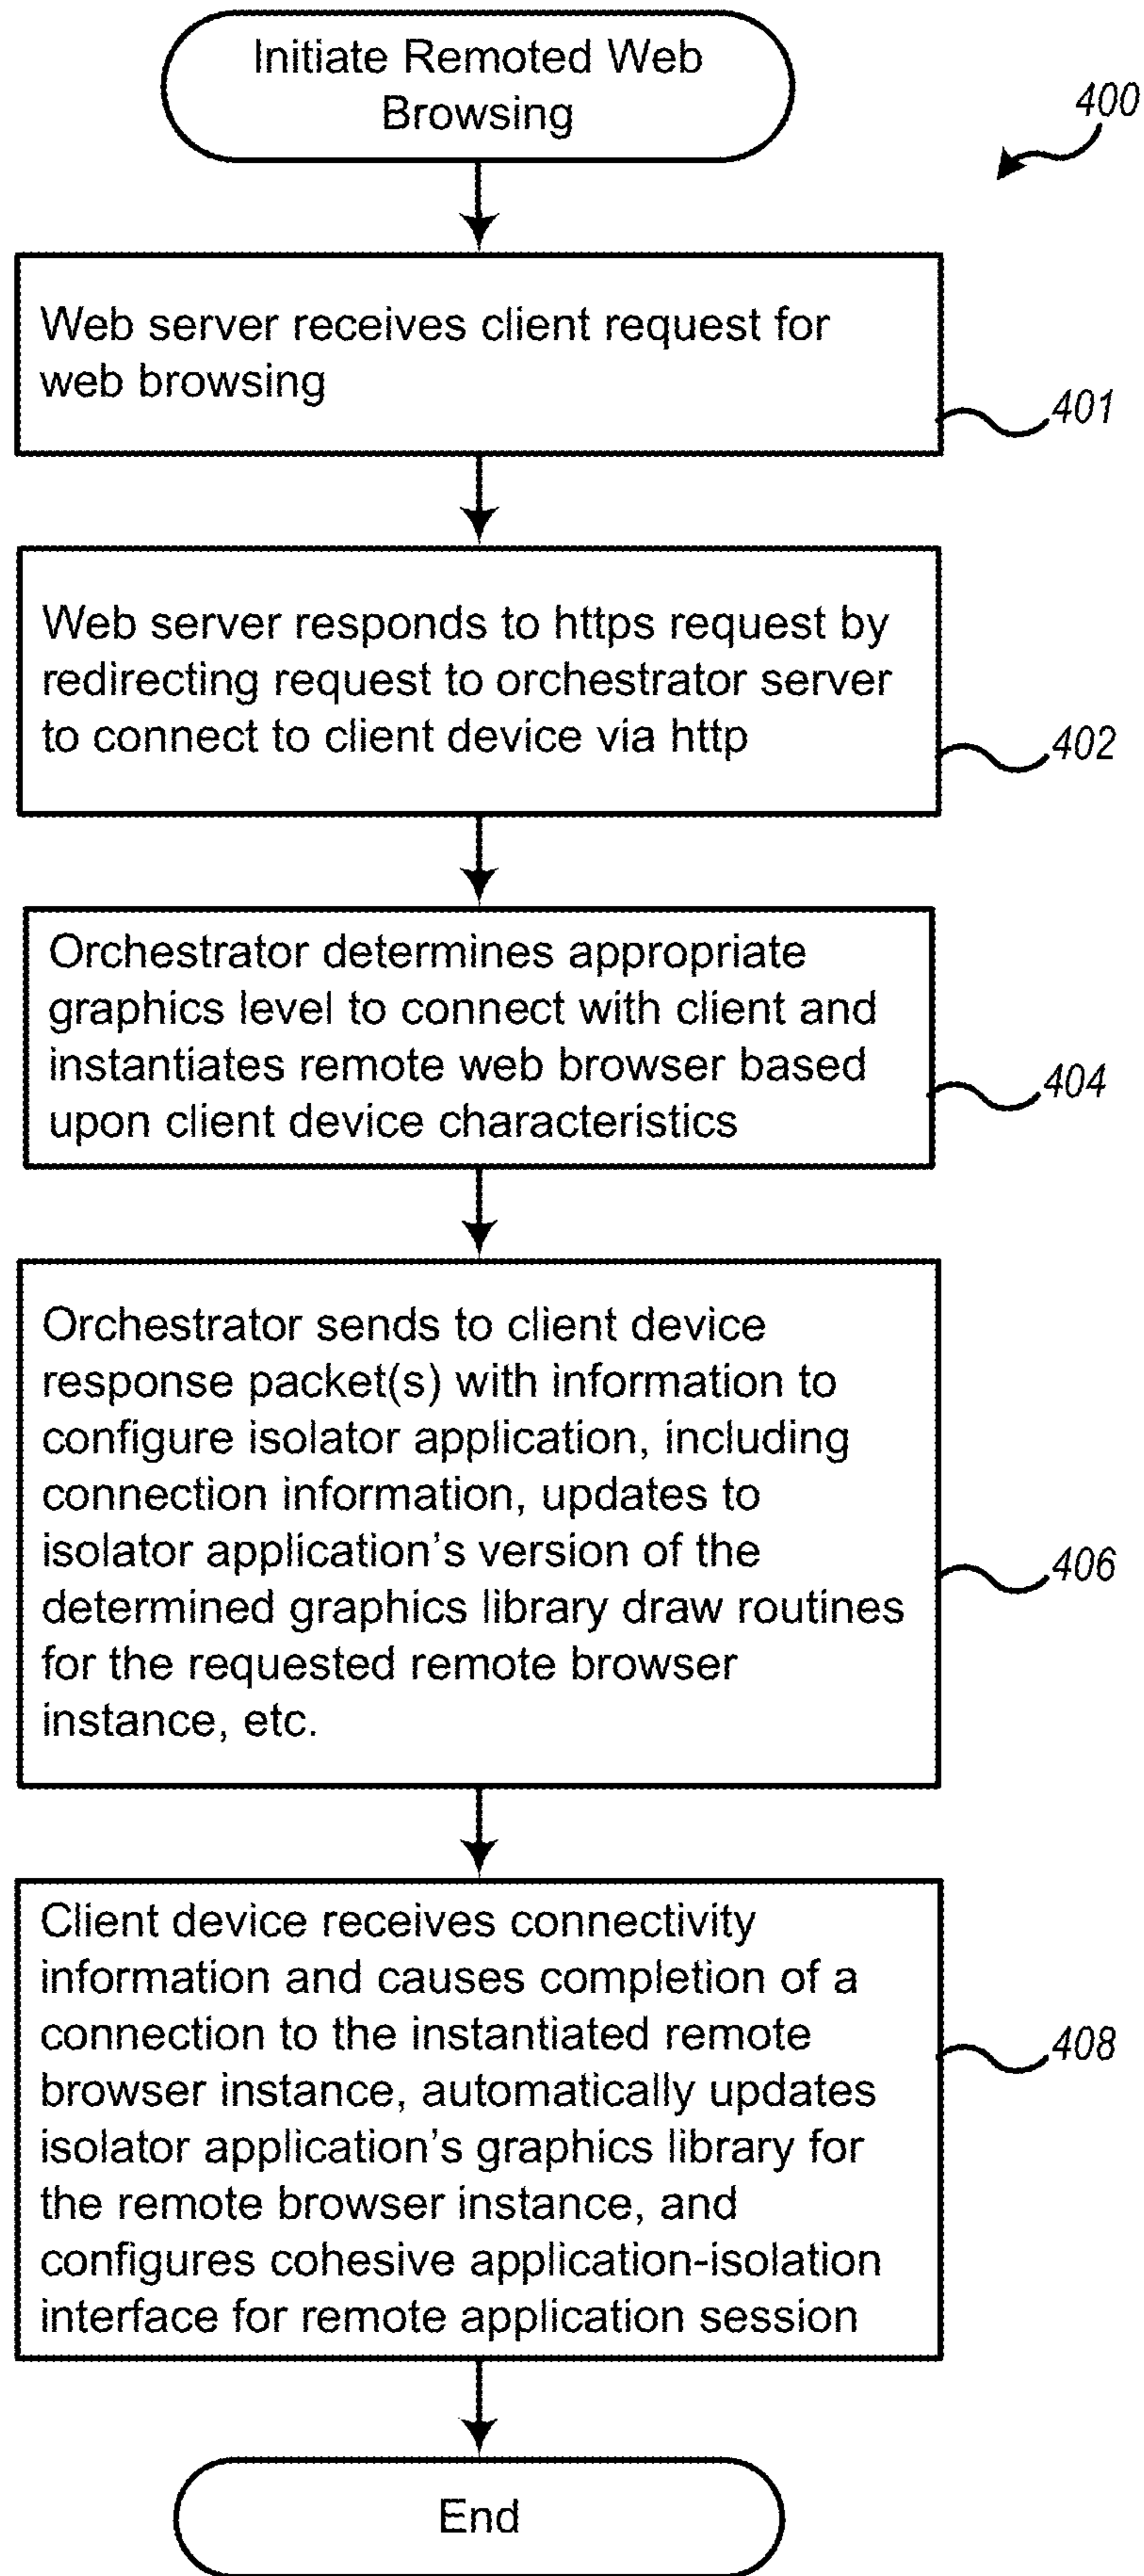 Initiate Remoted Web
Browsing
400
Web server receives client request for
web browsing
401
Web server responds to https request by
redirecting request to orchestrator server
to connect to client device via http
402
Orchestrator determines appropriate
graphics level to connect with client and
instantiates remote web browser based
upon client device characteristics
404
Orchestrator sends to client device
response packet(s) with information to
configure isolator application, including
connection information, updates to
isolator application's version of the
determined graphics library draw routines
for the requested remote browser
instance, etc.
406
Client device receives connectivity
information and causes completion of a
connection to the instantiated remote
browser instance, automatically updates
isolator application's graphics library for
the remote browser instance, and
configures cohesive application-isolation
interface for remote application session
408
End